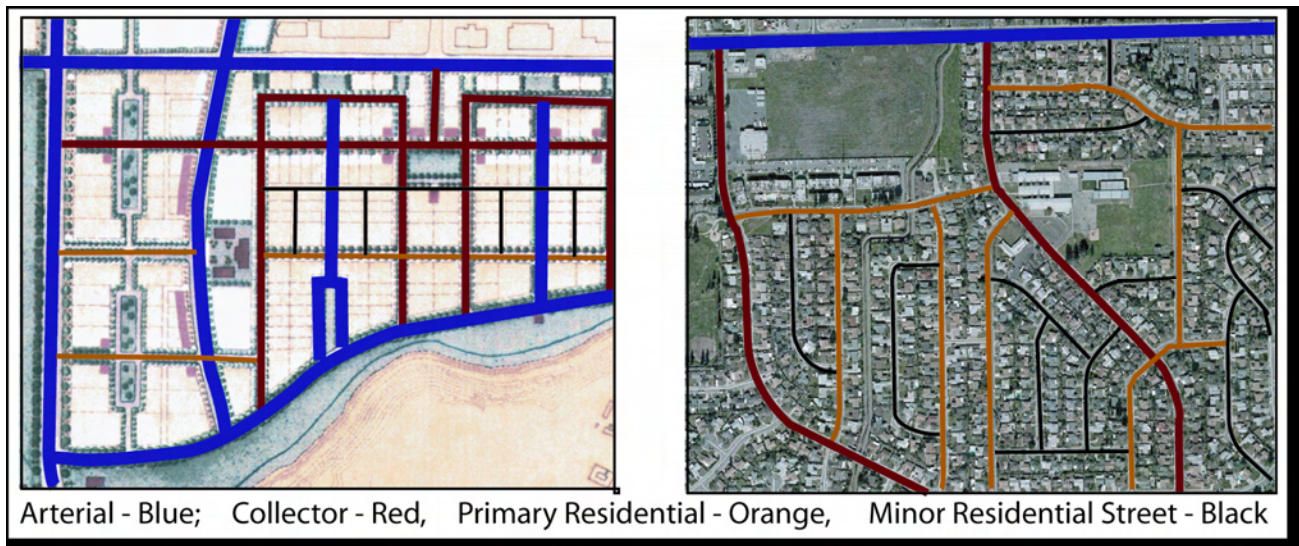 Arterial - Blue; Collector - Red, Primary Residential - Orange, Minor Residential Street - Black